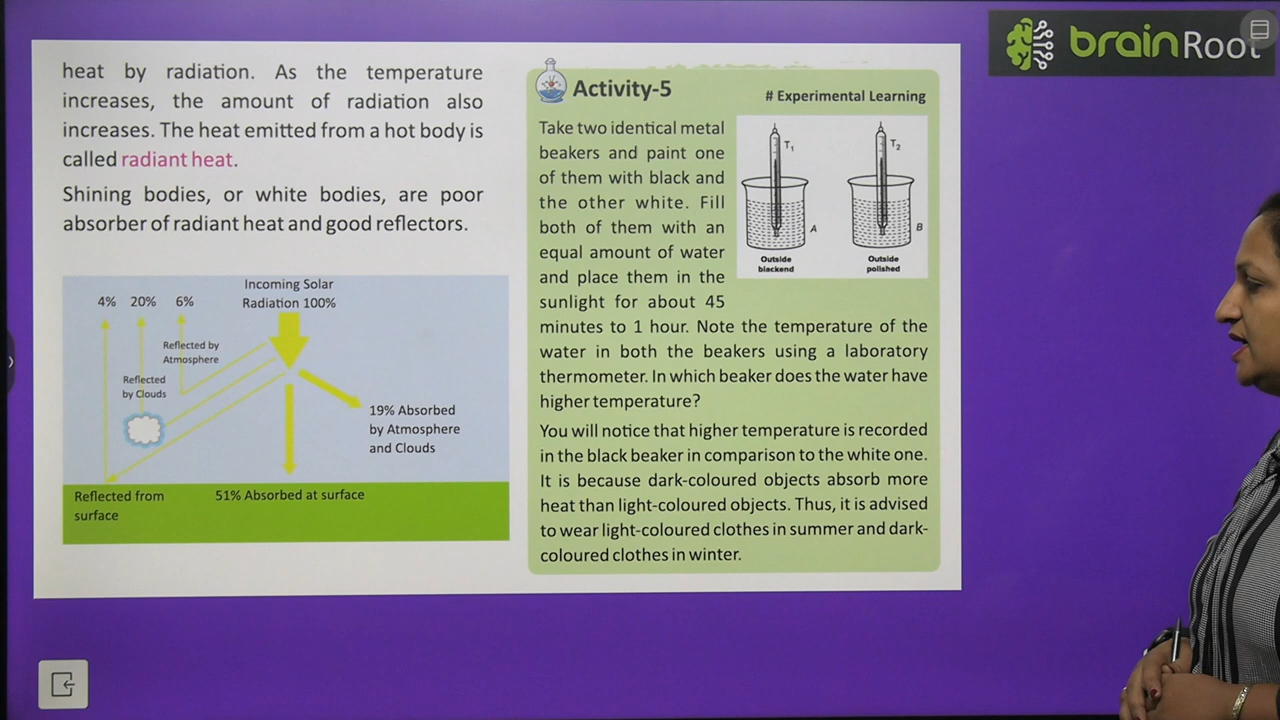 brainRoot
heat by radiation. As the temperature
increases, the amount of radiation also
increases. The heat emitted from a hot body is
called radiant heat.
Shining bodies, or white bodies, are poor
absorber of radiant heat and good reflectors.
4% 20% 6%
Incoming Solar
Radiation 100%
Reflected by
Atmosphere
Reflected
by Clouds
19% Absorbed
by Atmosphere
and Clouds
Reflected from
surface
51% Absorbed at surface
Activity-5
# Experimental Learning
Take two identical metal
beakers and paint one
of them with black and
the other white. Fill
both of them with an
equal amount of water
and place them in the
sunlight for about 45
minutes to 1 hour. Note the temperature of the
water in both the beakers using a laboratory
thermometer. In which beaker does the water have
higher temperature?
T1
T2
A
B
Outside
blackend
Outside
polished
You will notice that higher temperature is recorded
in the black beaker in comparison to the white one.
It is because dark-coloured objects absorb more
heat than light-coloured objects. Thus, it is advised
to wear light-coloured clothes in summer and dark-
coloured clothes in winter.